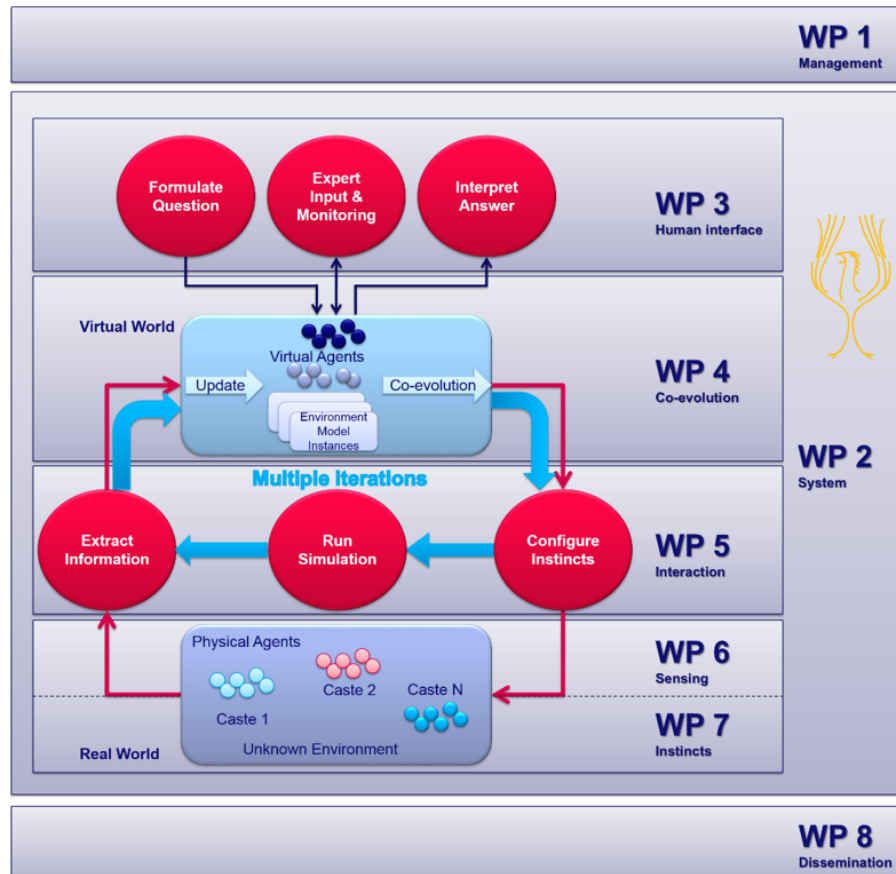 WP 1
Management
Formulate
Question
Expert
Input &
Monitoring
Interpret
Answer
WP 3
Human interface
Virtual World
Virtual Agents
Update
Co-evolution
Environment
Model
Instances
WP 4
Co-evolution
WP 2
System
Multiple Iterations
Extract
Information
Run
Simulation
Configure
Instincts
WP 5
Interaction
Physical Agents
Caste 1
Caste 2
Caste N
Unknown Environment
Real World
WP 6
Sensing
WP 7
Instincts
WP 8
Dissemination